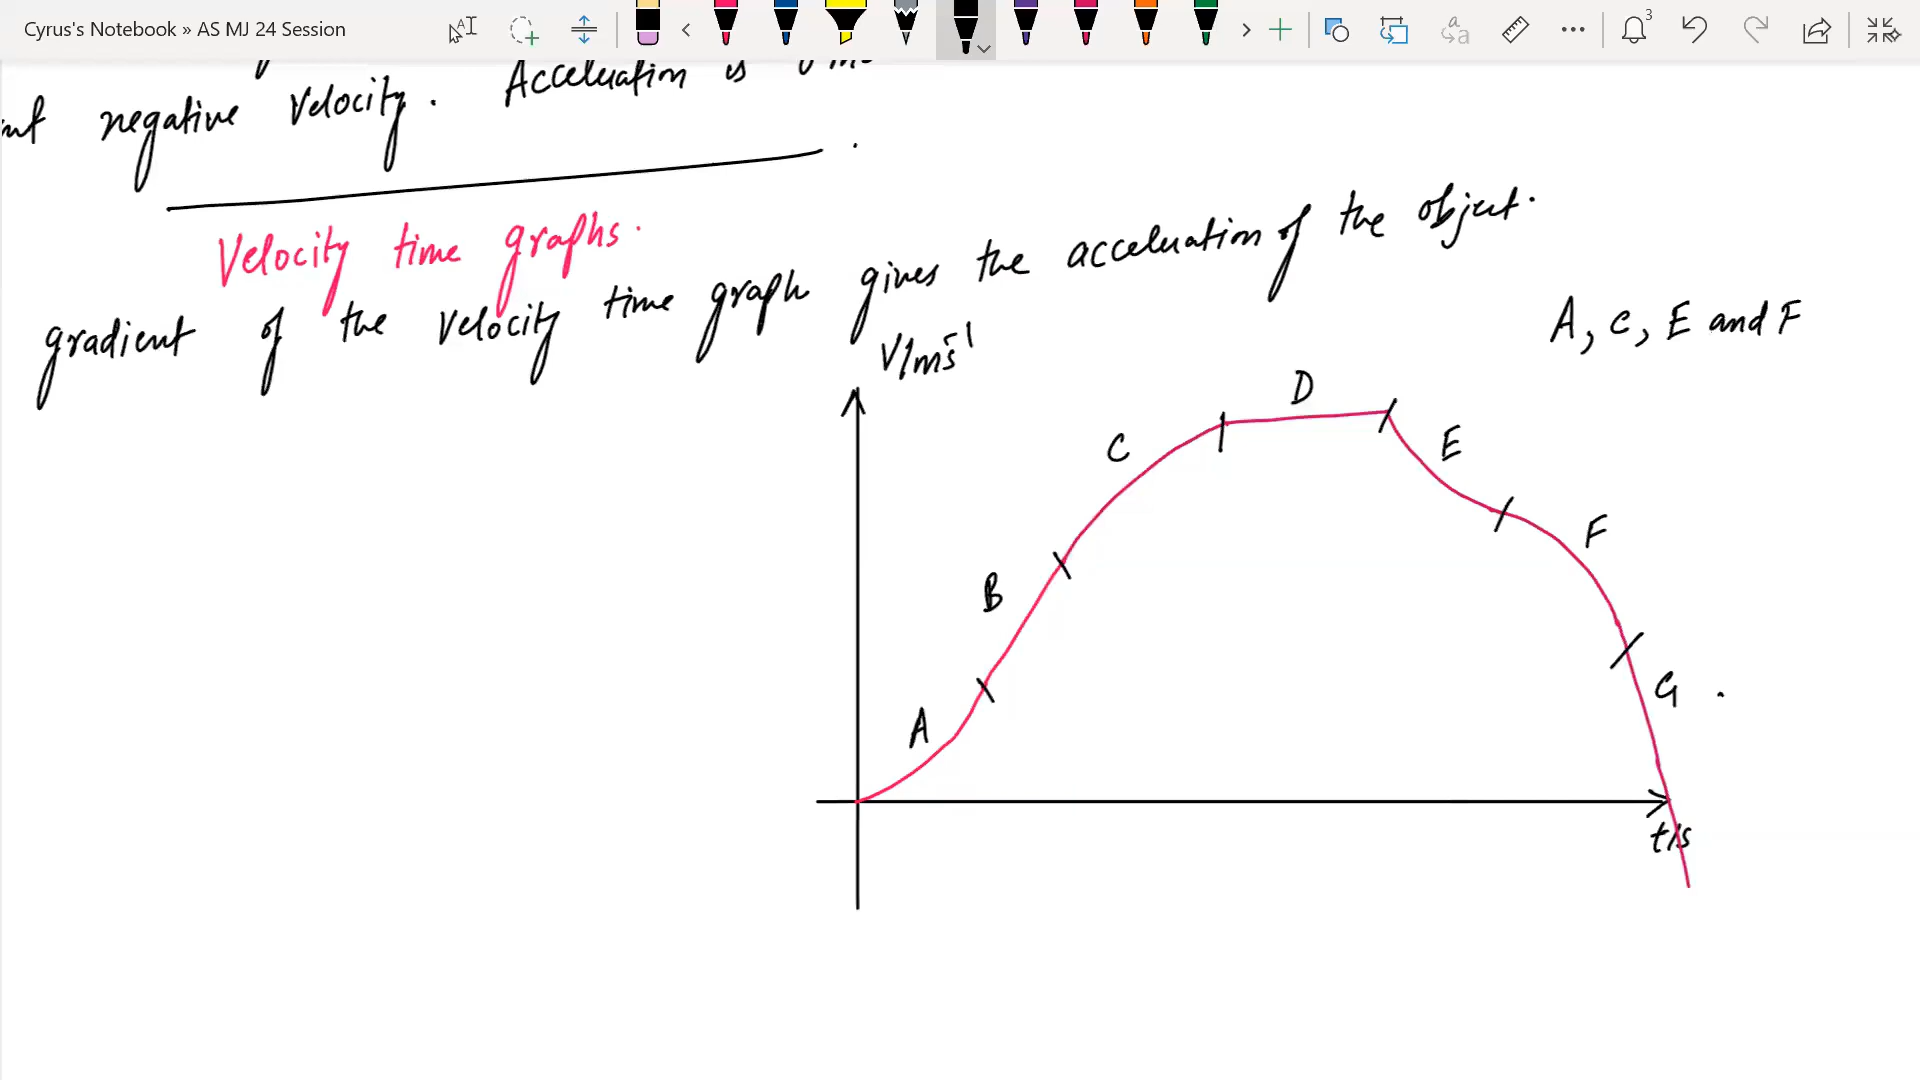 Cyrus's Notebook » AS MJ 24 Session
3
negative velocity. Acceleration is
Velocity time graphs.
gradient of the velocity time graph gives the acceleration of the object.
V/ms⁻¹
A, C, E and F
D
C
E
F
B
G
A
t/s